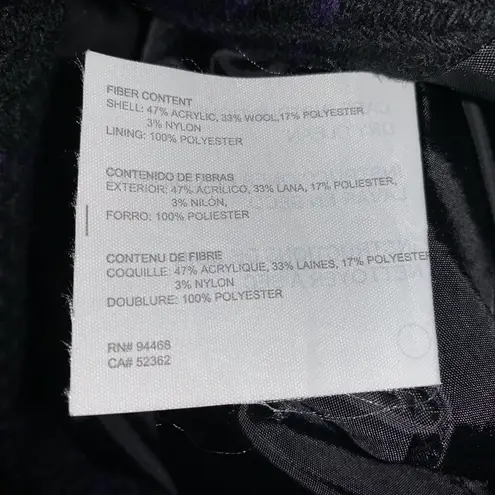 FIBER CONTENT
SHELL: 47% ACRYLIC, 33% WOOL,17% POLYESTER
3% NYLON
LINING: 100% POLYESTER
CONTENIDO DE FIBRAS
EXTERIOR: 47% ACRÍLICO, 33% LANA, 17% POLIESTER,
3% NILÓN,
FORRO: 100% POLIESTER
CONTENU DE FIBRE
COQUILLE: 47% ACRYLIQUE, 33% LAINES, 17% POLYESTER
3% NYLON
DOUBLURE: 100% POLYESTER
RN# 94468
CA# 52362